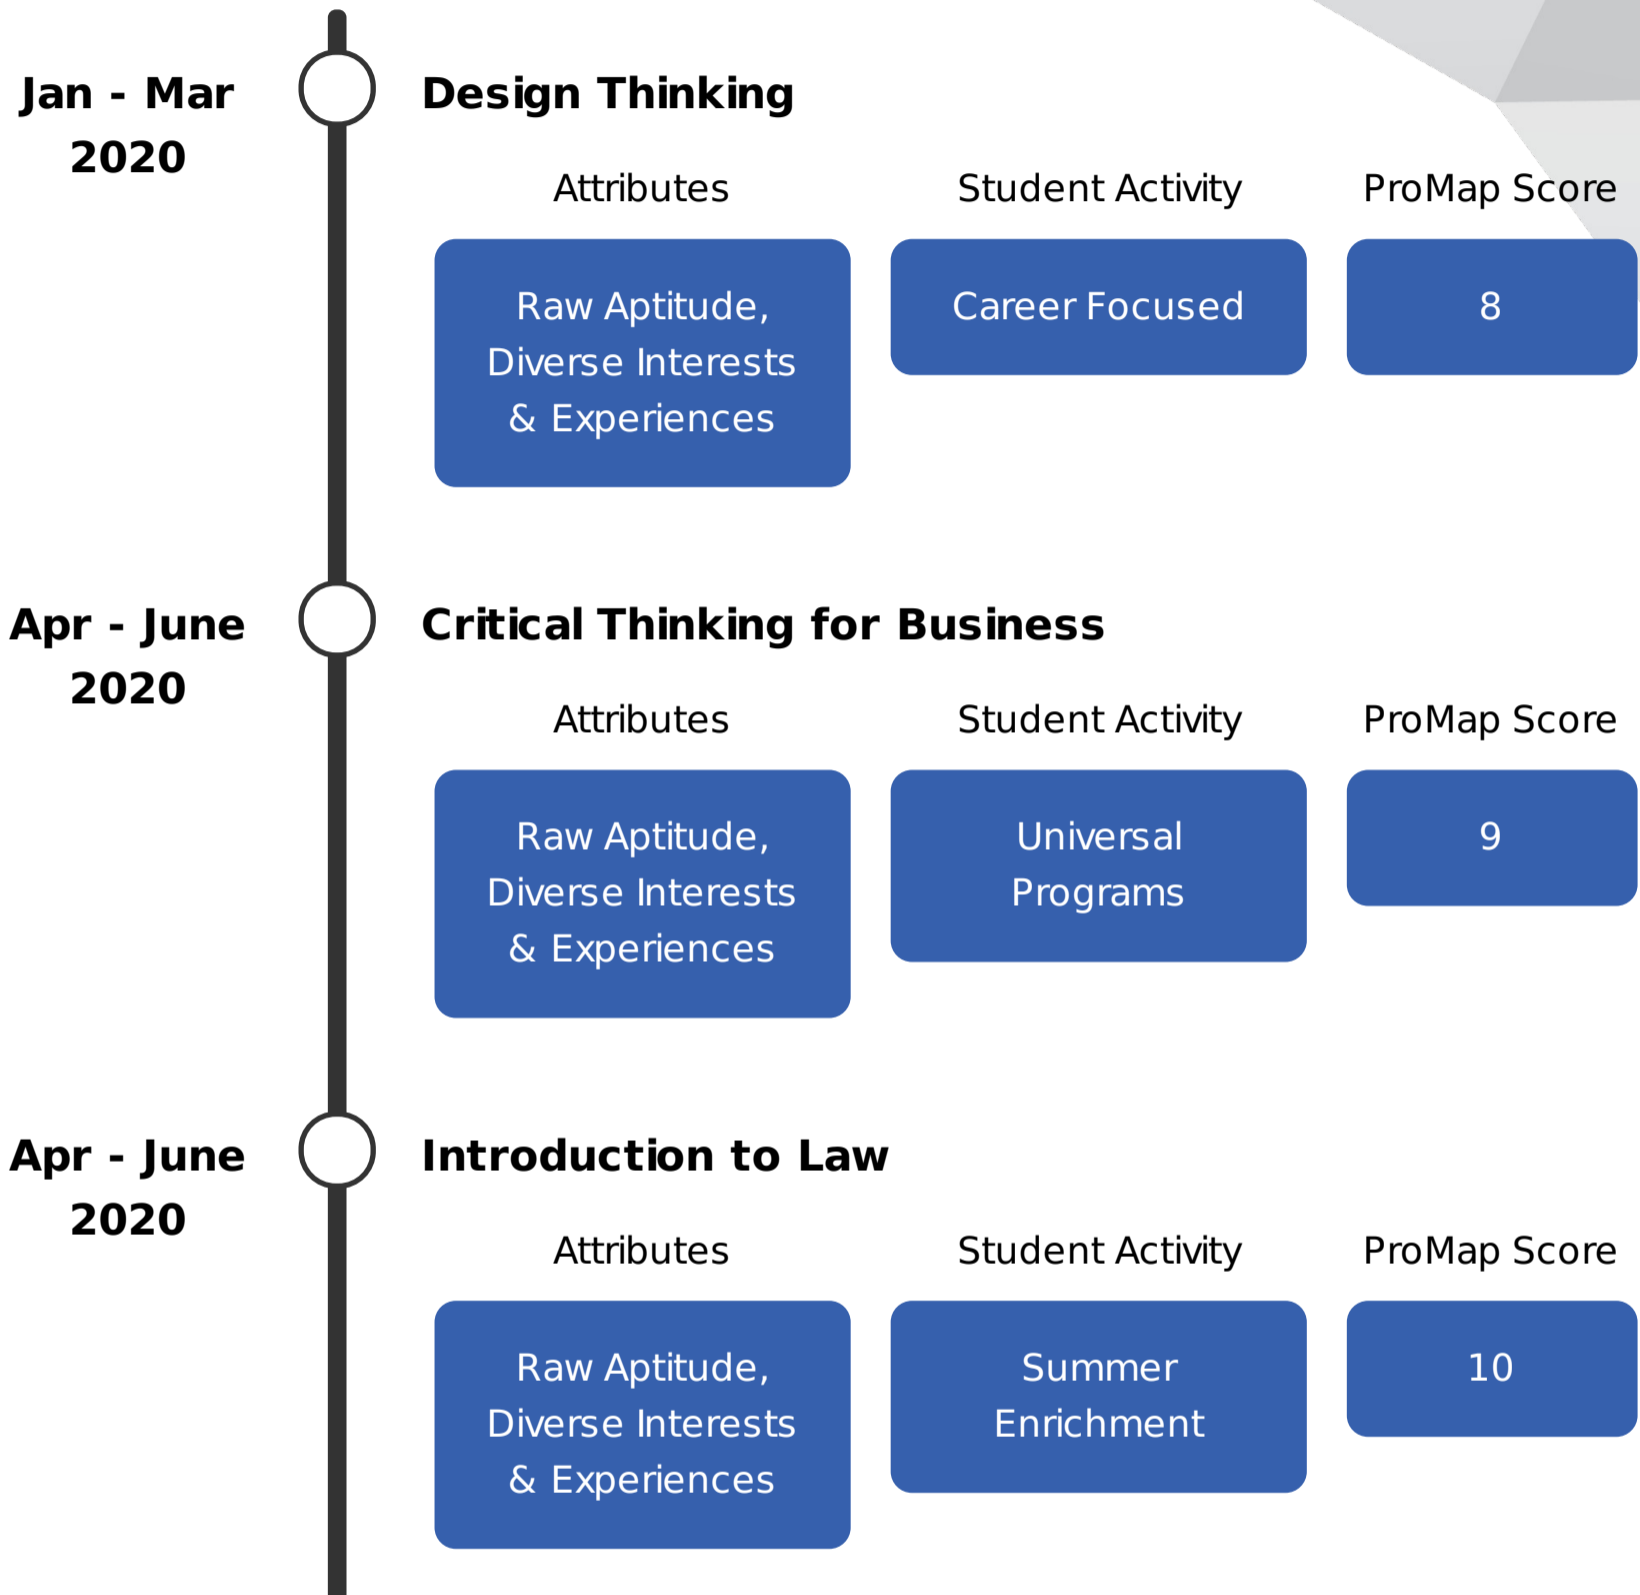 Jan - Mar
2020
Design Thinking
Attributes
Student Activity
ProMap Score
Raw Aptitude,
Diverse Interests
& Experiences
Career Focused
8
Apr - June
2020
Critical Thinking for Business
Attributes
Student Activity
ProMap Score
Raw Aptitude,
Diverse Interests
& Experiences
Universal
Programs
9
Apr - June
2020
Introduction to Law
Attributes
Student Activity
ProMap Score
Raw Aptitude,
Diverse Interests
& Experiences
Summer
Enrichment
10